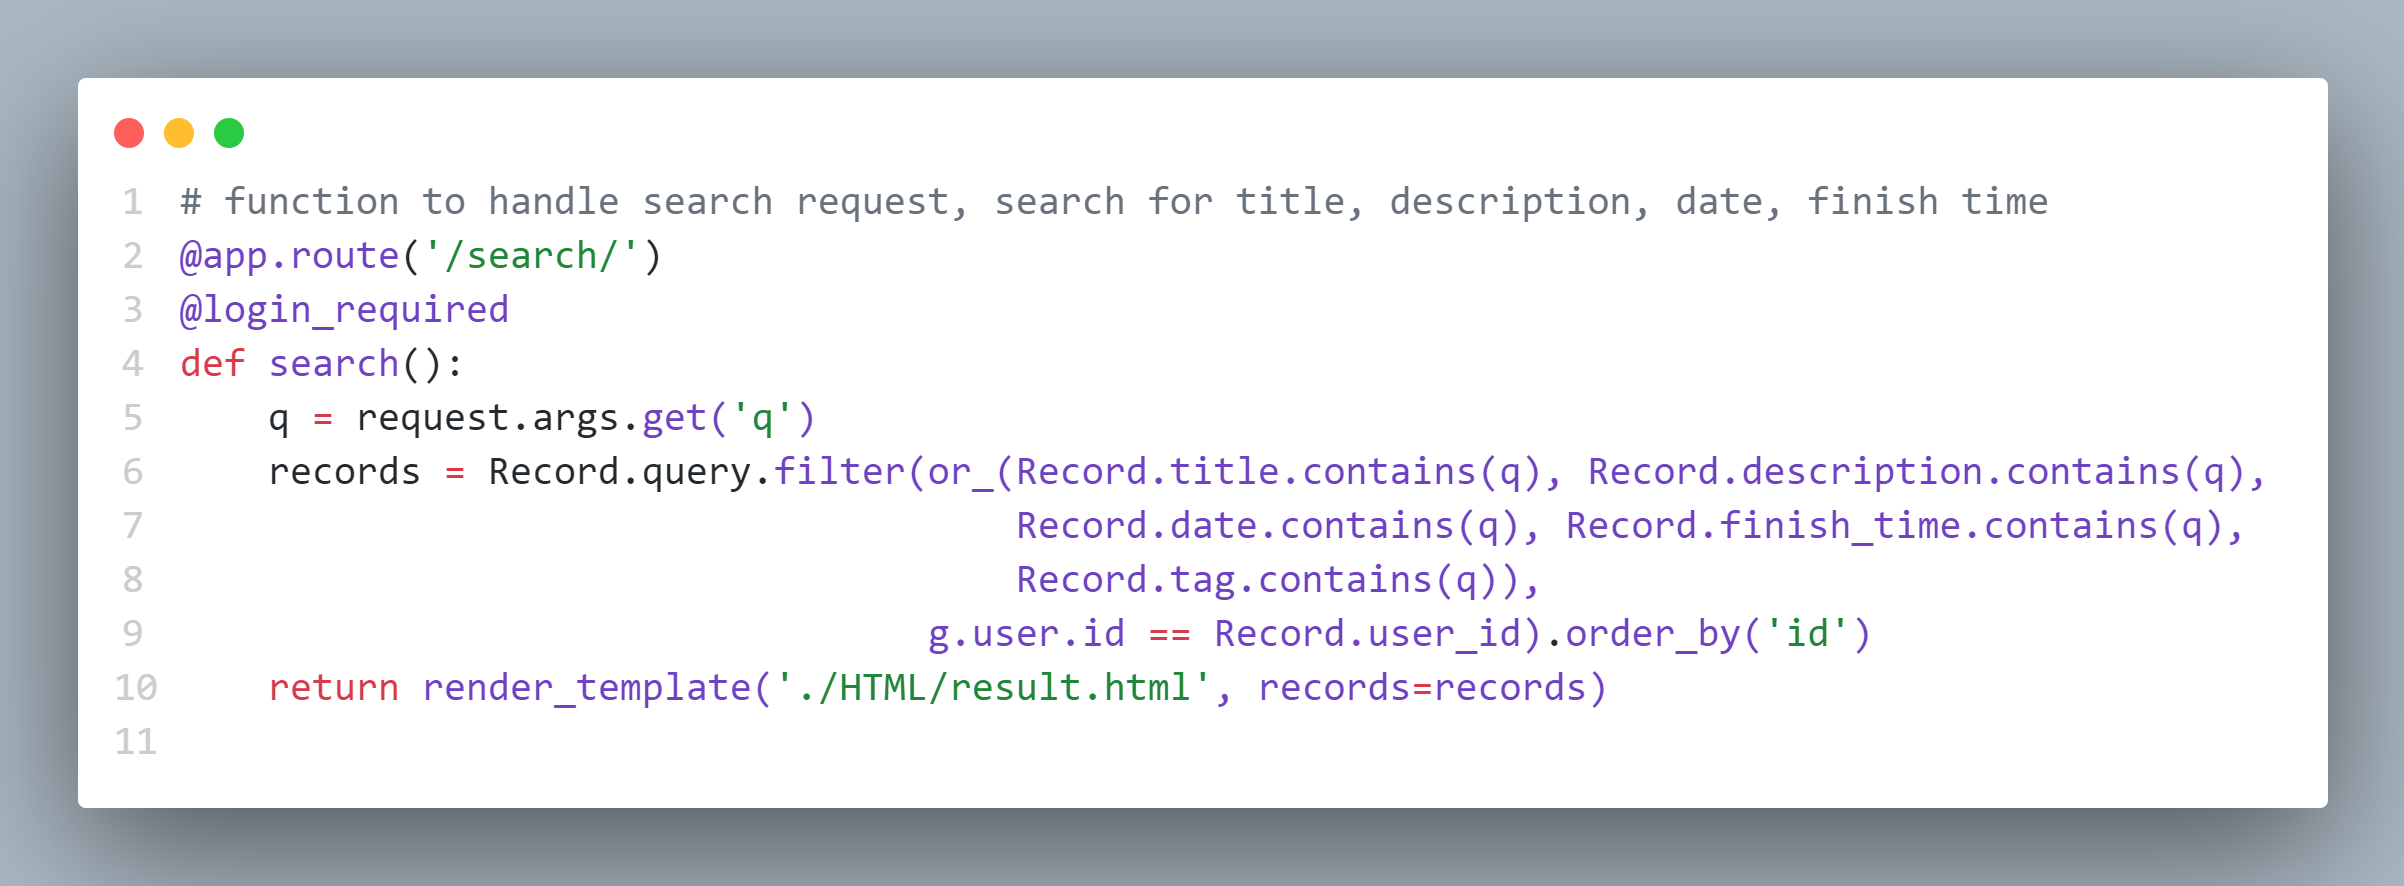 1 # function to handle search request, search for title, description, date, finish time
2 @app.route('/search/')
3 @login_required
4 def search():
5     q = request.args.get('q')
6     records = Record.query.filter(or_(Record.title.contains(q), Record.description.contains(q),
7                                       Record.date.contains(q), Record.finish_time.contains(q),
8                                       Record.tag.contains(q)),
9                                   g.user.id == Record.user_id).order_by('id')
10     return render_template('./HTML/result.html', records=records)
11